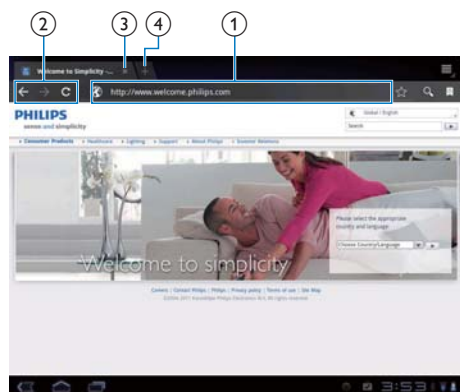 2 3 4 1
Welcome to Simplicity -...
http://www.welcome.philips.com
PHILIPS
sense and simplicity
Global / English
Search
Consumer Products Healthcare Lighting Support About Philips Investor Relations
Please select the appropriate
country and language
Choose Country/Language
Welcome to simplicity
Careers | Contact Philips | Philips | Privacy policy | Terms of use | Site Map
3:53